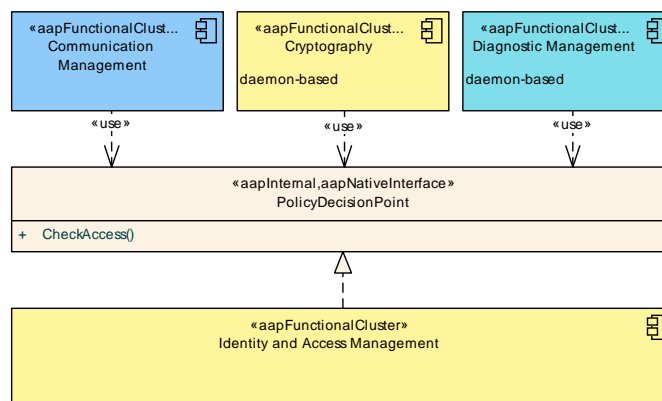 «aapFunctionalClust...
Communication
Management
«aapFunctionalClust...
Cryptography
daemon-based
«aapFunctionalClust...
Diagnostic Management
daemon-based
«use»
«use»
«use»
«aapInternal,aapNativeInterface»
PolicyDecisionPoint
+ CheckAccess()
«aapFunctionalCluster»
Identity and Access Management